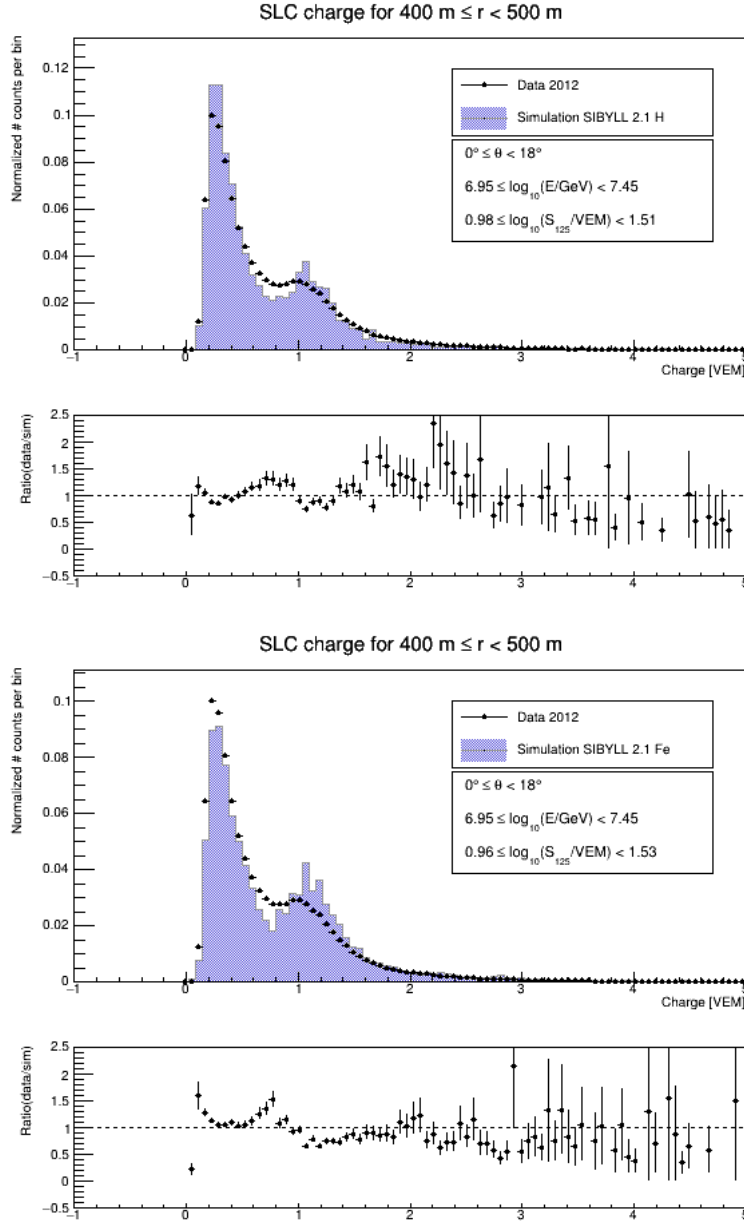 SLC charge for 400 m ≤ r < 500 m
Normalized # counts per bin
0.12
0.1
0.08
0.06
0.04
0.02
0
Data 2012
Simulation SIBYLL 2.1 H
0° ≤ θ < 18°
6.95 ≤ log10(E/GeV) < 7.45
0.98 ≤ log10(S125/VEM) < 1.51
−1 0 1 2 3 4 5
Charge [VEM]
Ratio(data/sim)
2.5
2
1.5
1
0.5
0
−0.5
−1 0 1 2 3 4 5
SLC charge for 400 m ≤ r < 500 m
Normalized # counts per bin
0.1
0.08
0.06
0.04
0.02
0
Data 2012
Simulation SIBYLL 2.1 Fe
0° ≤ θ < 18°
6.95 ≤ log10(E/GeV) < 7.45
0.96 ≤ log10(S125/VEM) < 1.53
−1 0 1 2 3 4 5
Charge [VEM]
Ratio(data/sim)
2.5
2
1.5
1
0.5
0
−0.5
−1 0 1 2 3 4 5